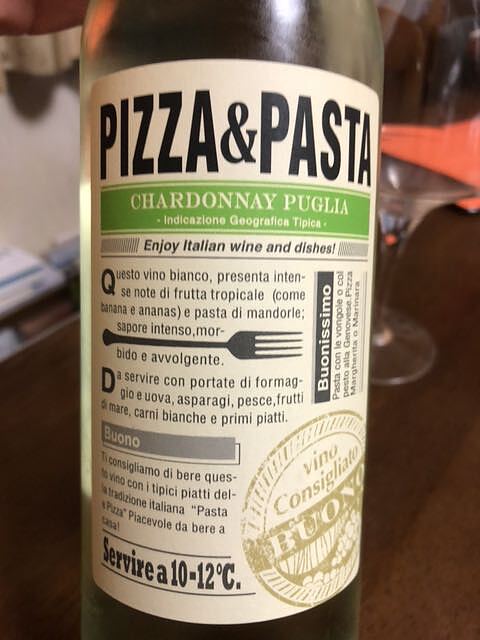 PIZZA&PASTA
CHARDONNAY PUGLIA
- Indicazione Geografica Tipica -
Enjoy Italian wine and dishes!
Questo vino bianco, presenta inten-
se note di frutta tropicale (come
banana e ananas) e pasta di mandorle;
sapore intenso,mor-
bido e avvolgente.
Da servire con portate di formag-
gio e uova, asparagi, pesce,frutti
di mare, carni bianche e primi piatti.
Buonissimo
Pasta con le vongole o col
pesto alla Genovese.Pizza
Margherita o Marinara
Buono
Ti consigliamo di bere ques-
to vino con i tipici piatti del-
la tradizione italiana "Pasta
e Pizza" Piacevole da bere a
casa!
Servire a 10-12°C.
vino
Consigliato
BUONO